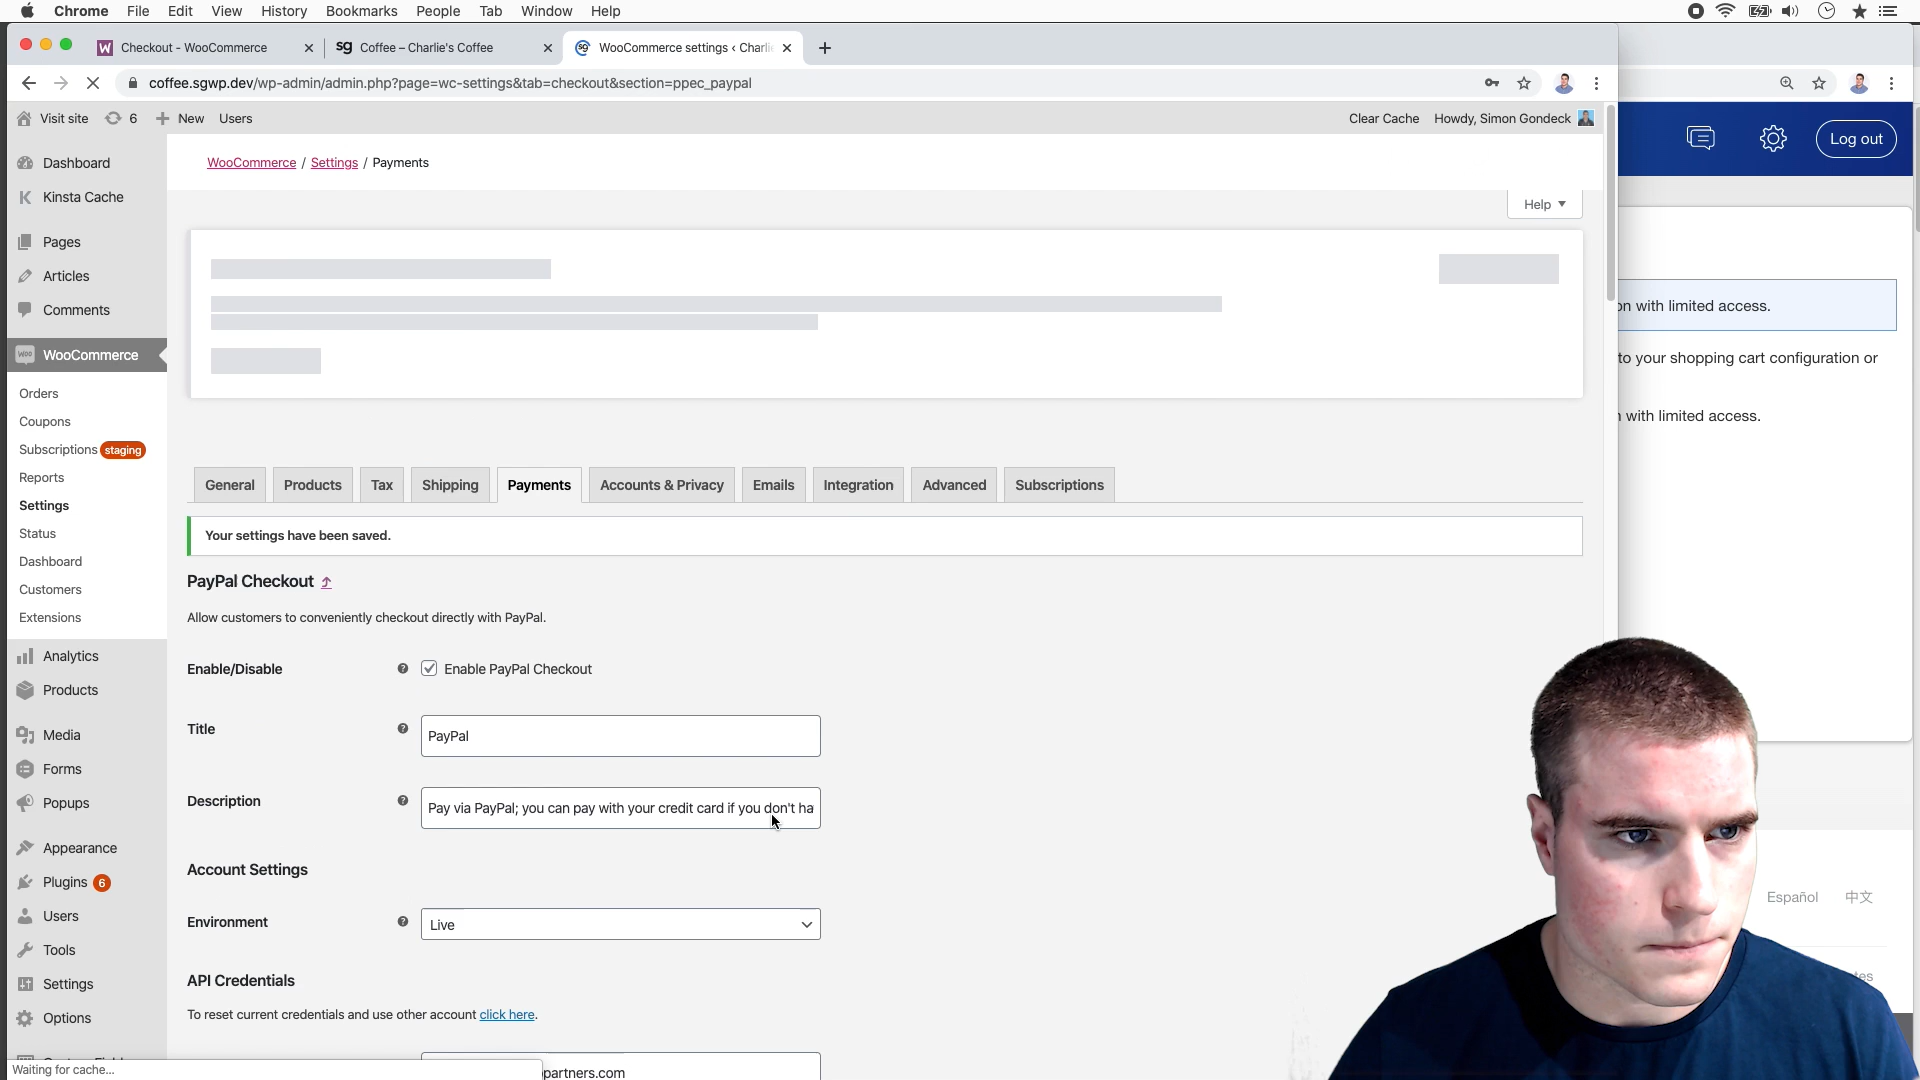 Chrome File Edit View History Bookmarks People Tab Window Help
Checkout - WooCommerce
Coffee – Charlie's Coffee
WooCommerce settings ‹ Charli
coffee.sgwp.dev/wp-admin/admin.php?page=wc-settings&tab=checkout&section=ppec_paypal
Visit site 6 New Users
Clear Cache Howdy, Simon Gondeck
Log out
WooCommerce / Settings / Payments
Help
Dashboard
Kinsta Cache
Pages
Articles
Comments
WooCommerce
Orders
Coupons
Subscriptions staging
Reports
Settings
Status
Dashboard
Customers
Extensions
Analytics
Products
Media
Forms
Popups
Appearance
Plugins 6
Users
Tools
Settings
Options
General Products Tax Shipping Payments Accounts & Privacy Emails Integration Advanced Subscriptions
Your settings have been saved.
PayPal Checkout
Allow customers to conveniently checkout directly with PayPal.
Enable/Disable Enable PayPal Checkout
Title PayPal
Description Pay via PayPal; you can pay with your credit card if you don't ha
Account Settings
Environment Live
API Credentials
To reset current credentials and use other account click here.
partners.com
Waiting for cache...
on with limited access.
to your shopping cart configuration or
with limited access.
Español 中文